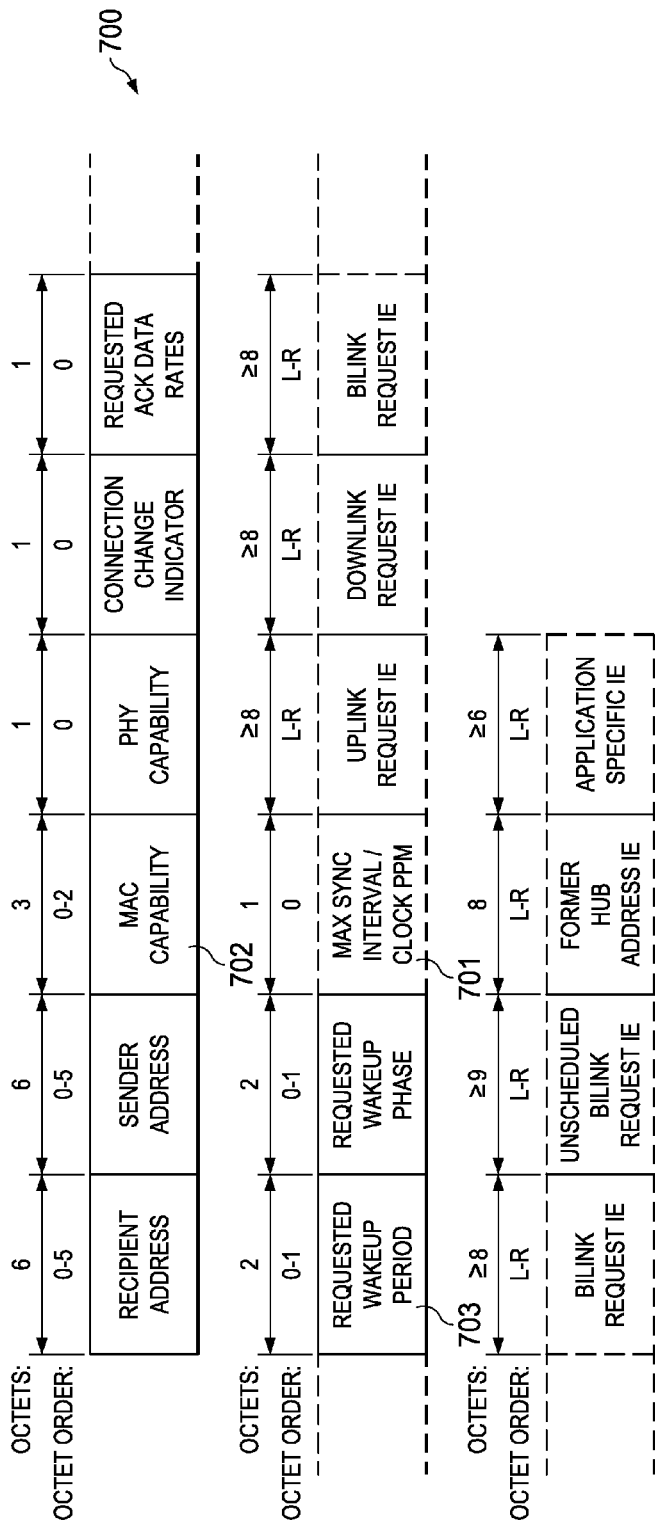 700
OCTETS: 6 6 3 1 1 1
OCTET ORDER: 0-5 0-5 0-2 0 0 0
RECIPIENT ADDRESS
SENDER ADDRESS
MAC CAPABILITY
PHY CAPABILITY
CONNECTION CHANGE INDICATOR
REQUESTED ACK DATA RATES
702
OCTETS: 2 2 1 ≥8 ≥8 ≥8
OCTET ORDER: 0-1 0-1 0 L-R L-R L-R
REQUESTED WAKEUP PERIOD
REQUESTED WAKEUP PHASE
MAX SYNC INTERVAL / CLOCK PPM
UPLINK REQUEST IE
DOWNLINK REQUEST IE
BILINK REQUEST IE
703
701
OCTETS: ≥8 ≥9 8 ≥6
OCTET ORDER: L-R L-R L-R L-R
BILINK REQUEST IE
UNSCHEDULED BILINK REQUEST IE
FORMER HUB ADDRESS IE
APPLICATION SPECIFIC IE